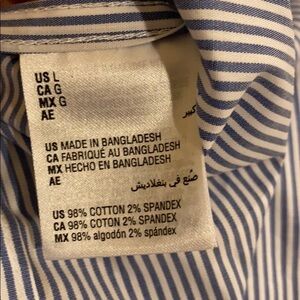 US L
CA G
MX G
AE كبير
US MADE IN BANGLADESH
CA FABRIQUÉ AU BANGLADESH
MX HECHO EN BANGLADESH
AE صُنع في بنغلاديش
US 98% COTTON 2% SPANDEX
CA 98% COTON 2% SPANDEX
MX 98% algodón 2% spándex